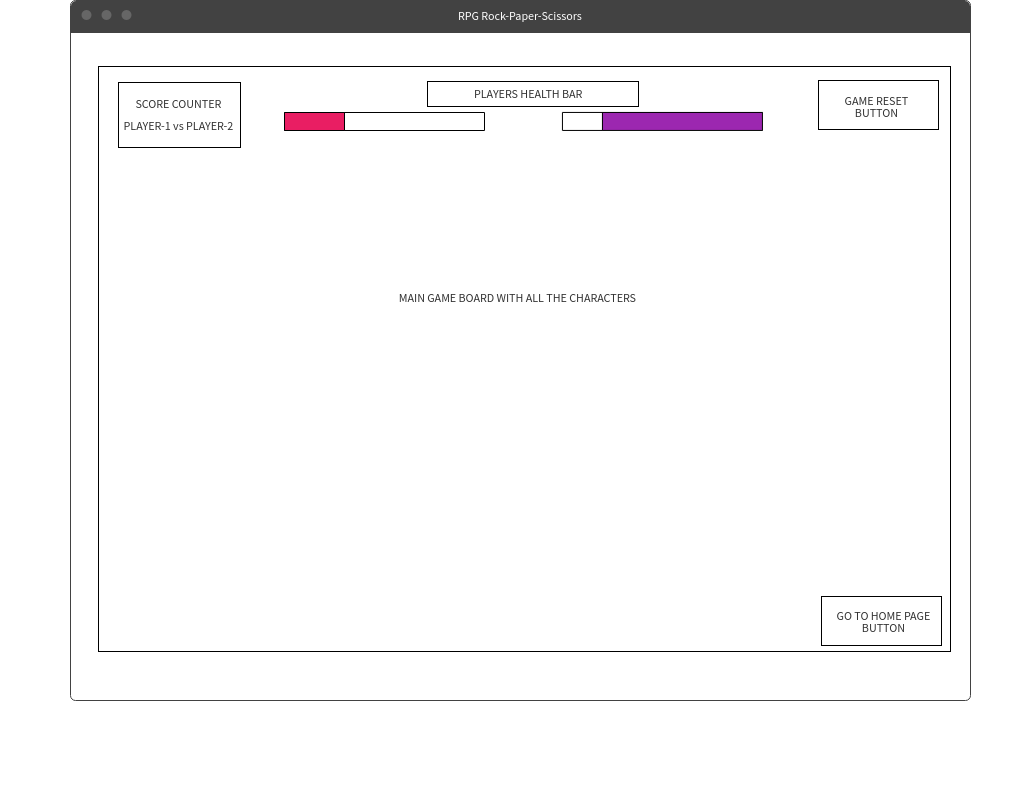 RPG Rock-Paper-Scissors
SCORE COUNTER
PLAYER-1 vs PLAYER-2
PLAYERS HEALTH BAR
GAME RESET
BUTTON
MAIN GAME BOARD WITH ALL THE CHARACTERS
GO TO HOME PAGE
BUTTON